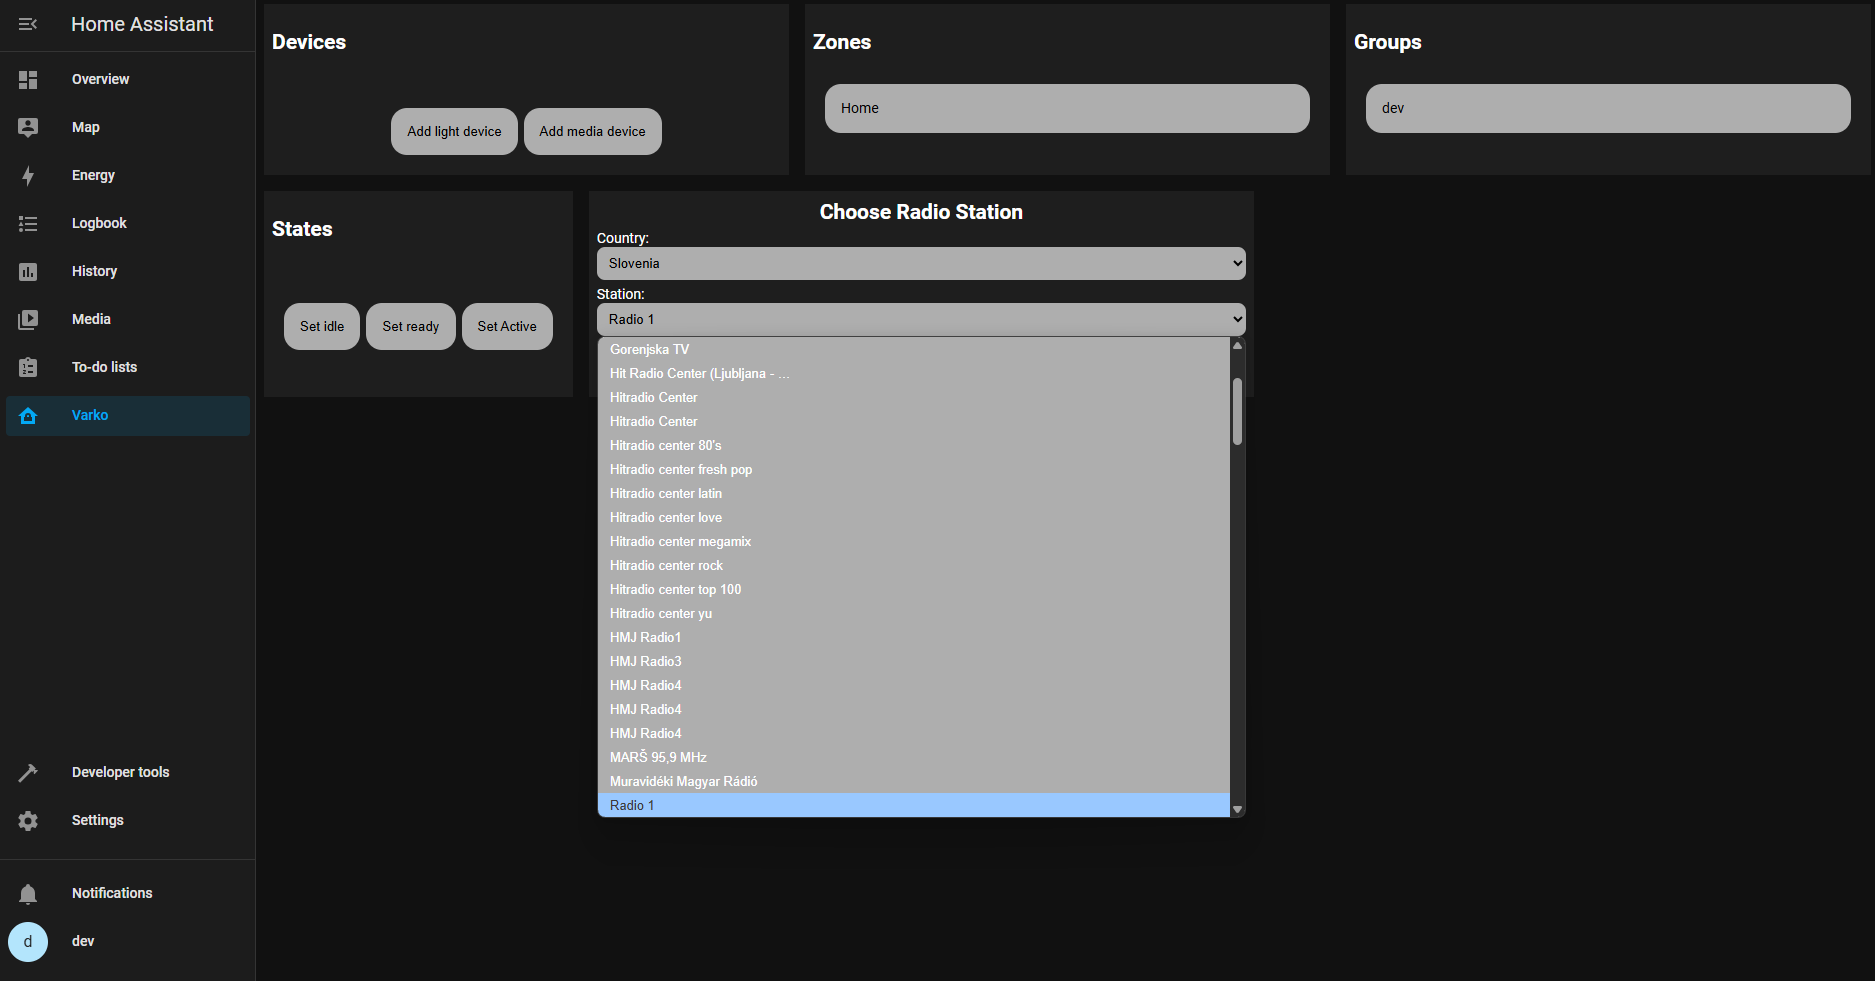 Home Assistant
Overview
Map
Energy
Logbook
History
Media
To-do lists
Varko
Developer tools
Settings
Notifications
d
dev
Devices
Add light device
Add media device
Zones
Home
Groups
dev
States
Set idle
Set ready
Set Active
Choose Radio Station
Country:
Slovenia
Station:
Radio 1
Gorenjska TV
Hit Radio Center (Ljubljana - ...
Hitradio Center
Hitradio Center
Hitradio center 80's
Hitradio center fresh pop
Hitradio center latin
Hitradio center love
Hitradio center megamix
Hitradio center rock
Hitradio center top 100
Hitradio center yu
HMJ Radio1
HMJ Radio3
HMJ Radio4
HMJ Radio4
HMJ Radio4
MARŠ 95,9 MHz
Muravidéki Magyar Rádió
Radio 1